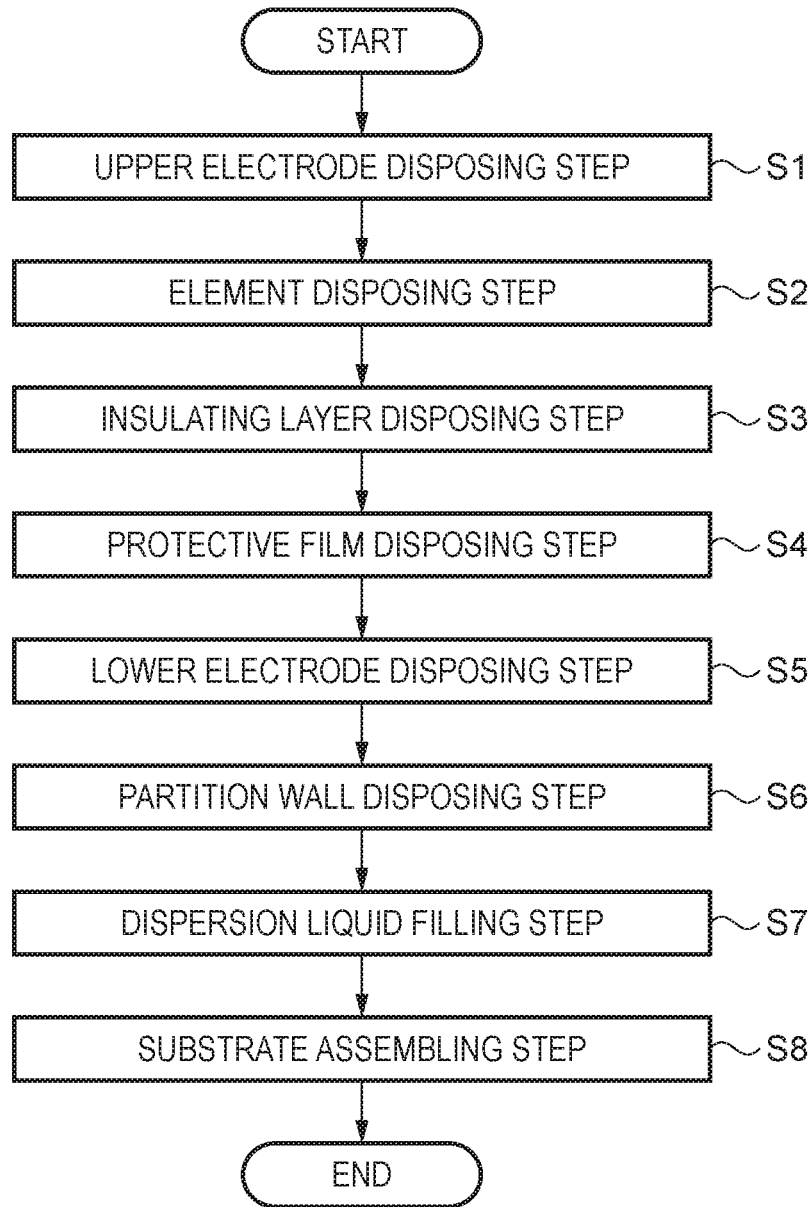 START
UPPER ELECTRODE DISPOSING STEP S1
ELEMENT DISPOSING STEP S2
INSULATING LAYER DISPOSING STEP S3
PROTECTIVE FILM DISPOSING STEP S4
LOWER ELECTRODE DISPOSING STEP S5
PARTITION WALL DISPOSING STEP S6
DISPERSION LIQUID FILLING STEP S7
SUBSTRATE ASSEMBLING STEP S8
END